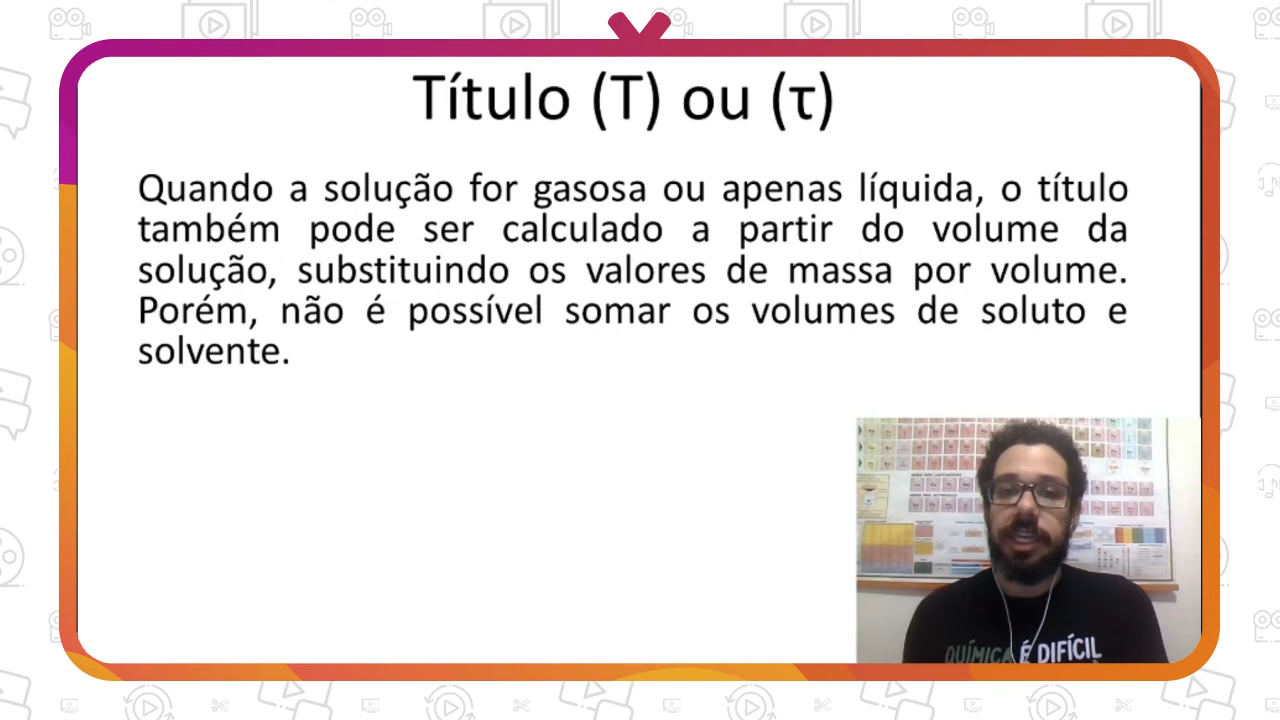 Título (T) ou (τ)
Quando a solução for gasosa ou apenas líquida, o título
também pode ser calculado a partir do volume da
solução, substituindo os valores de massa por volume.
Porém, não é possível somar os volumes de soluto e
solvente.
QUÍMICA É DIFÍCIL